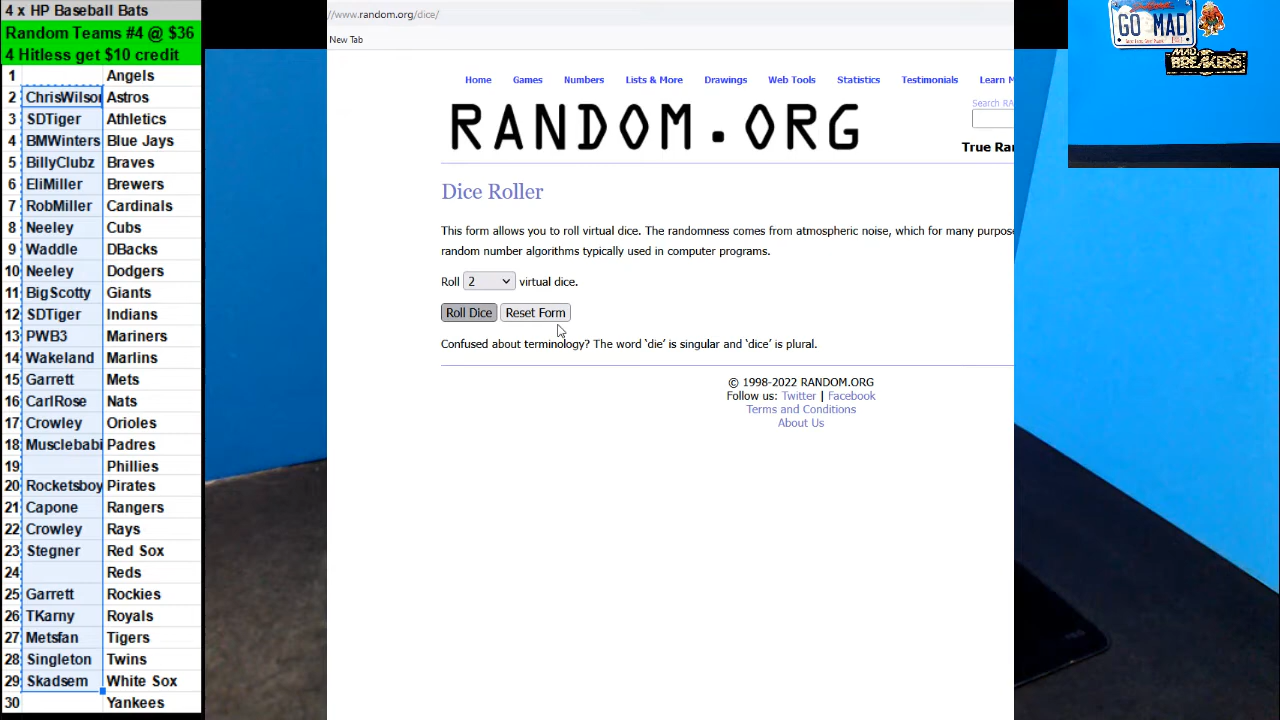 4 x HP Baseball Bats
Random Teams #4 @ $36
4 Hitless get $10 credit
1 Angels
2 ChrisWilson Astros
3 SDTiger Athletics
4 BMWinters Blue Jays
5 BillyClubz Braves
6 EliMiller Brewers
7 RobMiller Cardinals
8 Neeley Cubs
9 Waddle DBacks
10 Neeley Dodgers
11 BigScotty Giants
12 SDTiger Indians
13 PWB3 Mariners
14 Wakeland Marlins
15 Garrett Mets
16 CarlRose Nats
17 Crowley Orioles
18 Musclebabi Padres
19 Phillies
20 Rocketsboy Pirates
21 Capone Rangers
22 Crowley Rays
23 Stegner Red Sox
24 Reds
25 Garrett Rockies
26 TKarny Royals
27 Metsfan Tigers
28 Singleton Twins
29 Skadsem White Sox
30 Yankees
//www.random.org/dice/
New Tab
Home Games Numbers Lists & More Drawings Web Tools Statistics Testimonials Learn M
RANDOM.ORG
Search RA
True Ran
Dice Roller
This form allows you to roll virtual dice. The randomness comes from atmospheric noise, which for many purpose
random number algorithms typically used in computer programs.
Roll 2 virtual dice.
Roll Dice Reset Form
Confused about terminology? The word ‘die’ is singular and ‘dice’ is plural.
© 1998-2022 RANDOM.ORG
Follow us: Twitter | Facebook
Terms and Conditions
About Us
GO MAD
MAD
BREAKERS